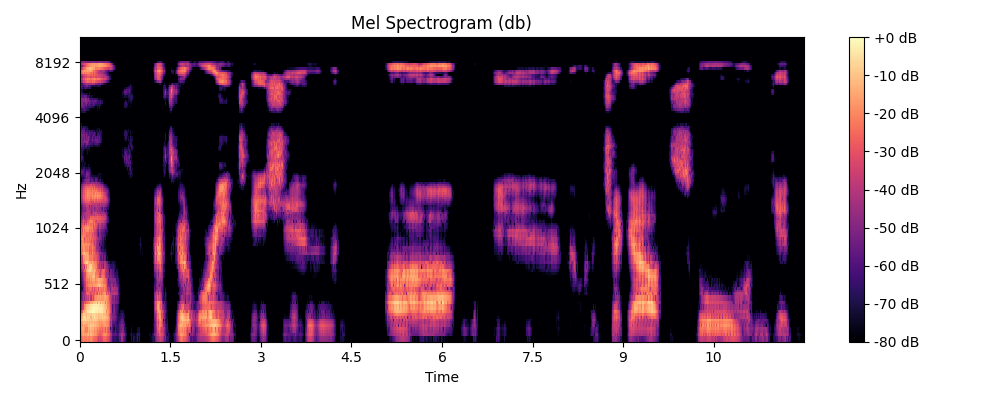 Mel Spectrogram (db)
8192
4096
2048
1024
512
0
Hz
0 1.5 3 4.5 6 7.5 9 10
Time
+0 dB
-10 dB
-20 dB
-30 dB
-40 dB
-50 dB
-60 dB
-70 dB
-80 dB